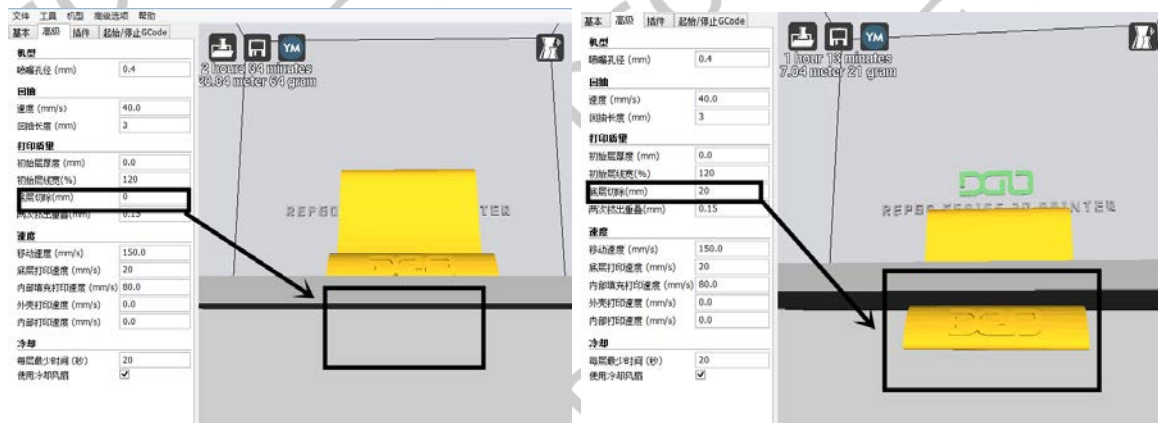 文件 工具 机型 高级选项 帮助
基本 高级 插件 起始/停止GCode
机型
喷嘴孔径 (mm) 0.4
回抽
速度 (mm/s) 40.0
回抽长度 (mm) 3
打印质量
初始层厚度 (mm) 0.0
初始层线宽(%) 120
底层切除(mm) 0
两次挤出重叠(mm) 0.15
速度
移动速度 (mm/s) 150.0
底层打印速度 (mm/s) 20
内部填充打印速度 (mm/s) 80.0
外壳打印速度 (mm/s) 0.0
内部打印速度 (mm/s) 0.0
冷却
每层最少时间 (秒) 20
使用冷却风扇
YM
2 hours 34 minutes
64 gram
基本 高级 插件 起始/停止GCode
机型
喷嘴孔径 (mm) 0.4
回抽
速度 (mm/s) 40.0
回抽长度 (mm) 3
打印质量
初始层厚度 (mm) 0.0
初始层线宽(%) 120
底层切除(mm) 20
两次挤出重叠(mm) 0.15
速度
移动速度 (mm/s) 150.0
底层打印速度 (mm/s) 20
内部填充打印速度 (mm/s) 80.0
外壳打印速度 (mm/s) 0.0
内部打印速度 (mm/s) 0.0
冷却
每层最少时间 (秒) 20
使用冷却风扇
YM
1 hour 13 minutes
7.04 meter 21 gram